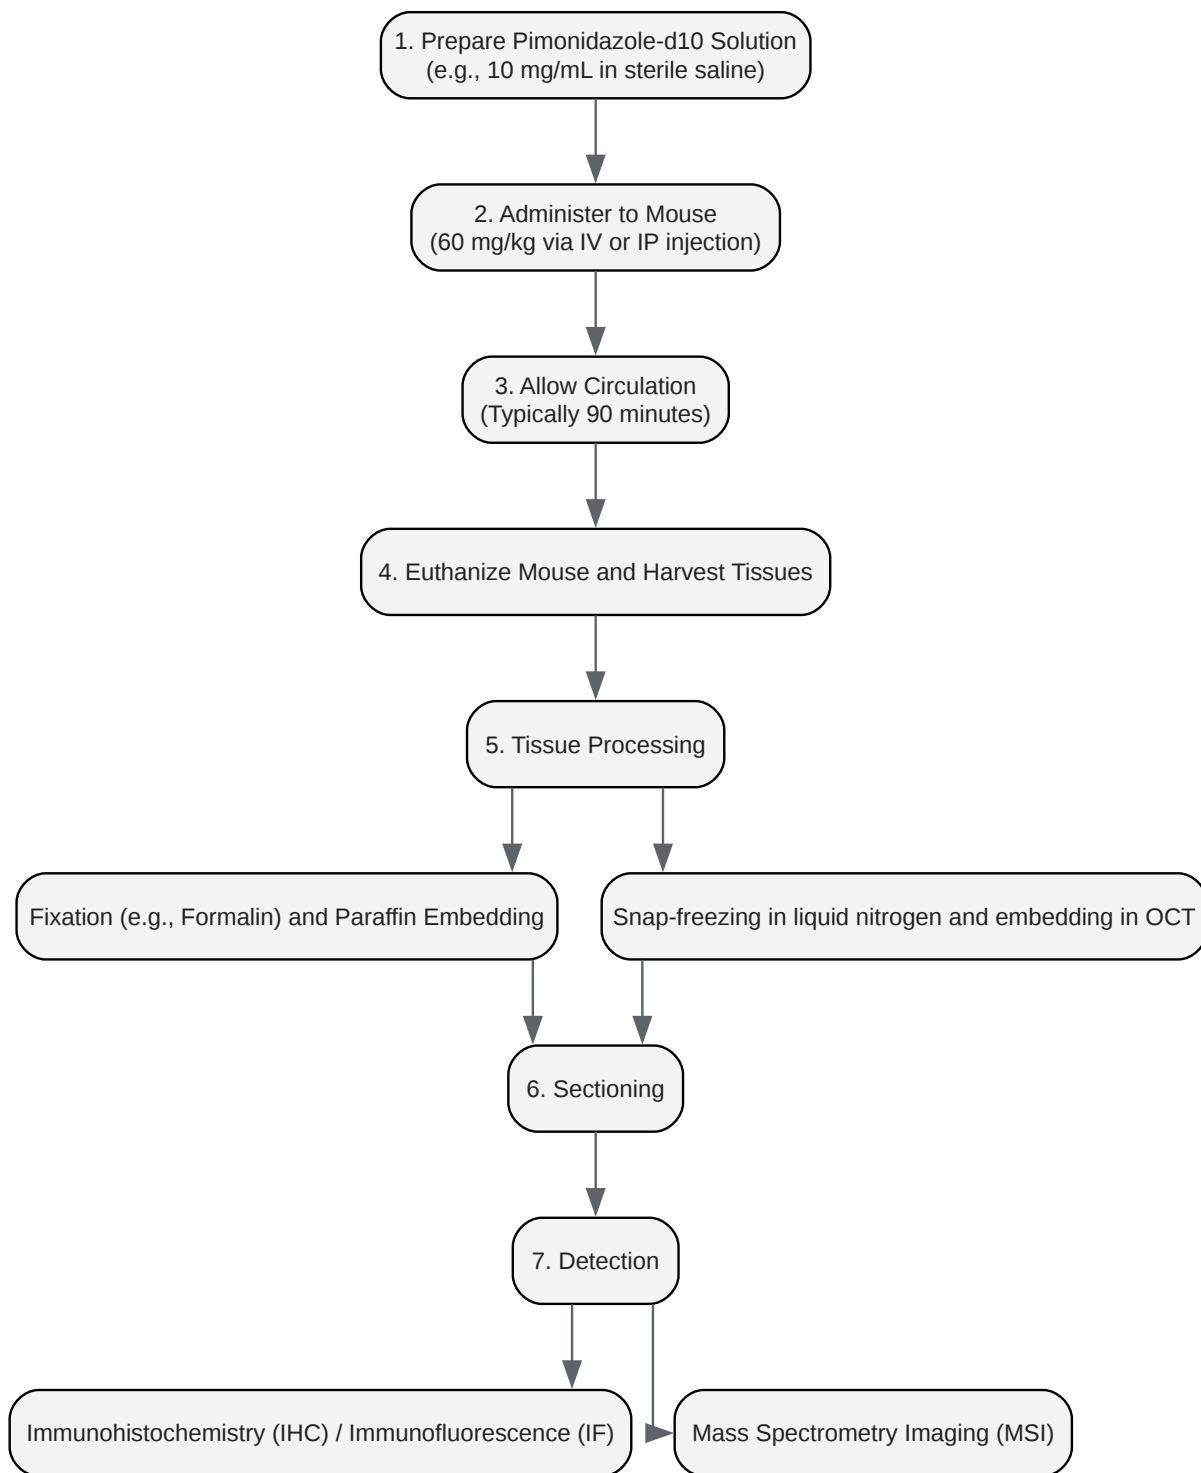 1. Prepare Pimonidazole-d10 Solution
(e.g., 10 mg/mL in sterile saline)
2. Administer to Mouse
(60 mg/kg via IV or IP injection)
3. Allow Circulation
(Typically 90 minutes)
4. Euthanize Mouse and Harvest Tissues
5. Tissue Processing
Fixation (e.g., Formalin) and Paraffin Embedding
Snap-freezing in liquid nitrogen and embedding in OCT
6. Sectioning
7. Detection
Immunohistochemistry (IHC) / Immunofluorescence (IF)
Mass Spectrometry Imaging (MSI)